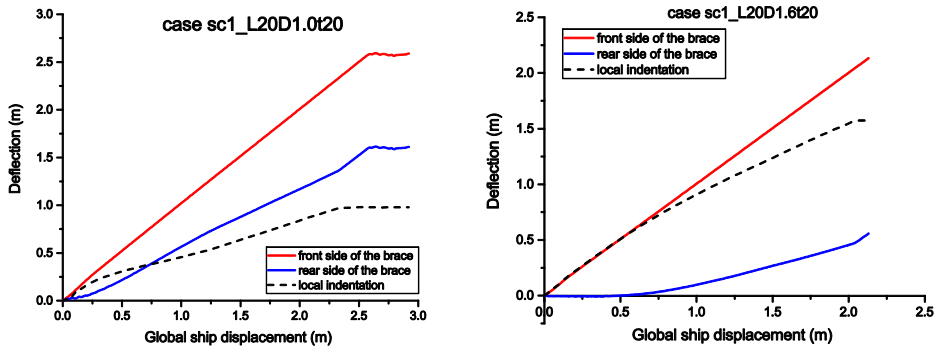 case sc1_L20D1.0t20
3.0
2.5
2.0
1.5
1.0
0.5
0.0
Deflection (m)
front side of the brace
rear side of the brace
local indentation
0.0 0.5 1.0 1.5 2.0 2.5 3.0
Global ship displacement (m)
case sc1_L20D1.6t20
2.5
2.0
1.5
1.0
0.5
0.0
Deflection (m)
front side of the brace
rear side of the brace
local indentation
0.0 0.5 1.0 1.5 2.0 2.5
Global ship displacement (m)